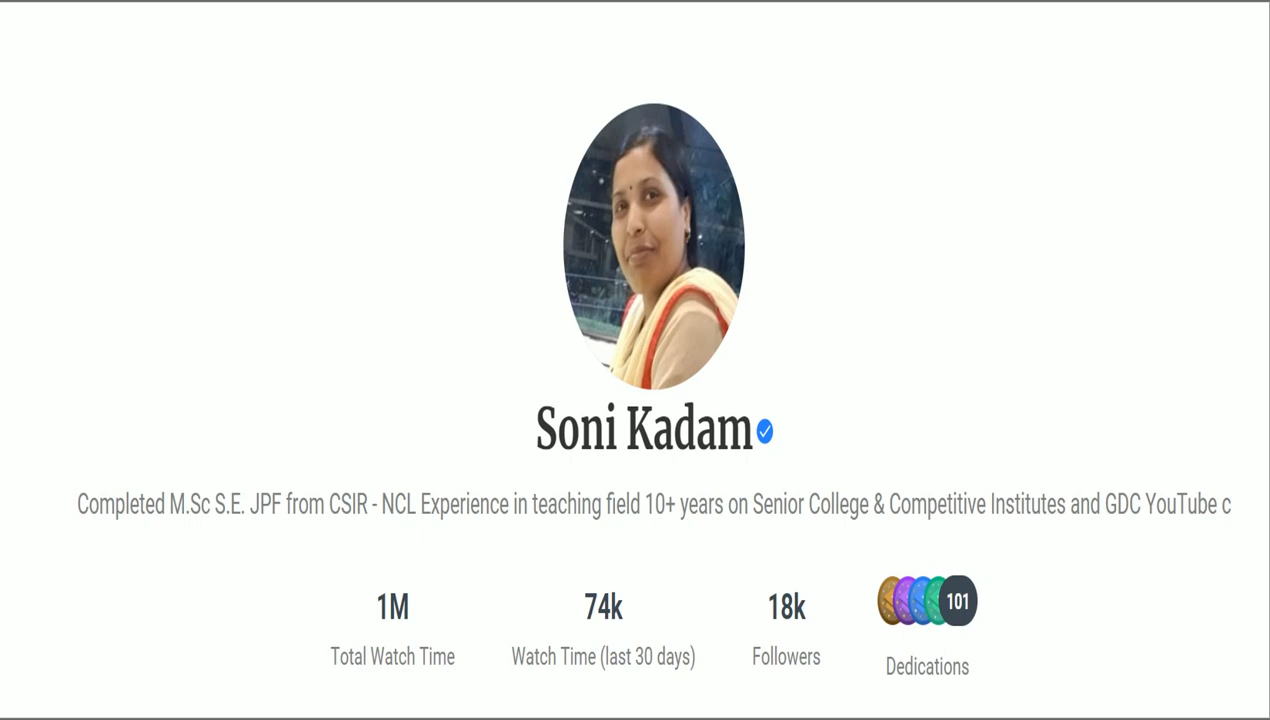 Soni Kadam
Completed M.Sc S.E. JPF from CSIR - NCL Experience in teaching field 10+ years on Senior College & Competitive Institutes and GDC YouTube c
1M 74k 18k 101
Total Watch Time Watch Time (last 30 days) Followers Dedications